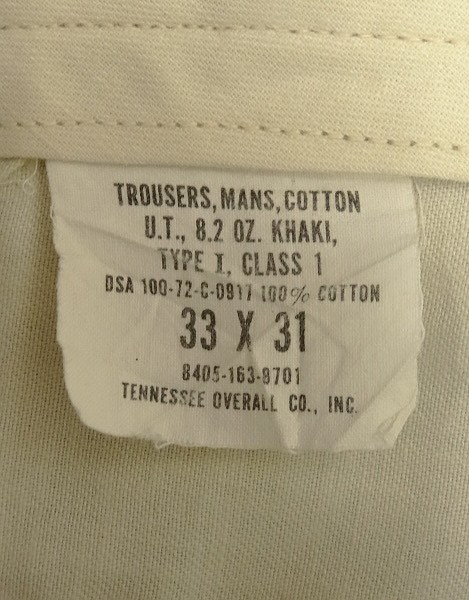 TROUSERS, MANS, COTTON
U.T., 8.2 OZ. KHAKI,
TYPE I, CLASS 1
DSA 100-72-C-0917 100% COTTON
33 X 31
8405-163-9701
TENNESSEE OVERALL CO., INC.